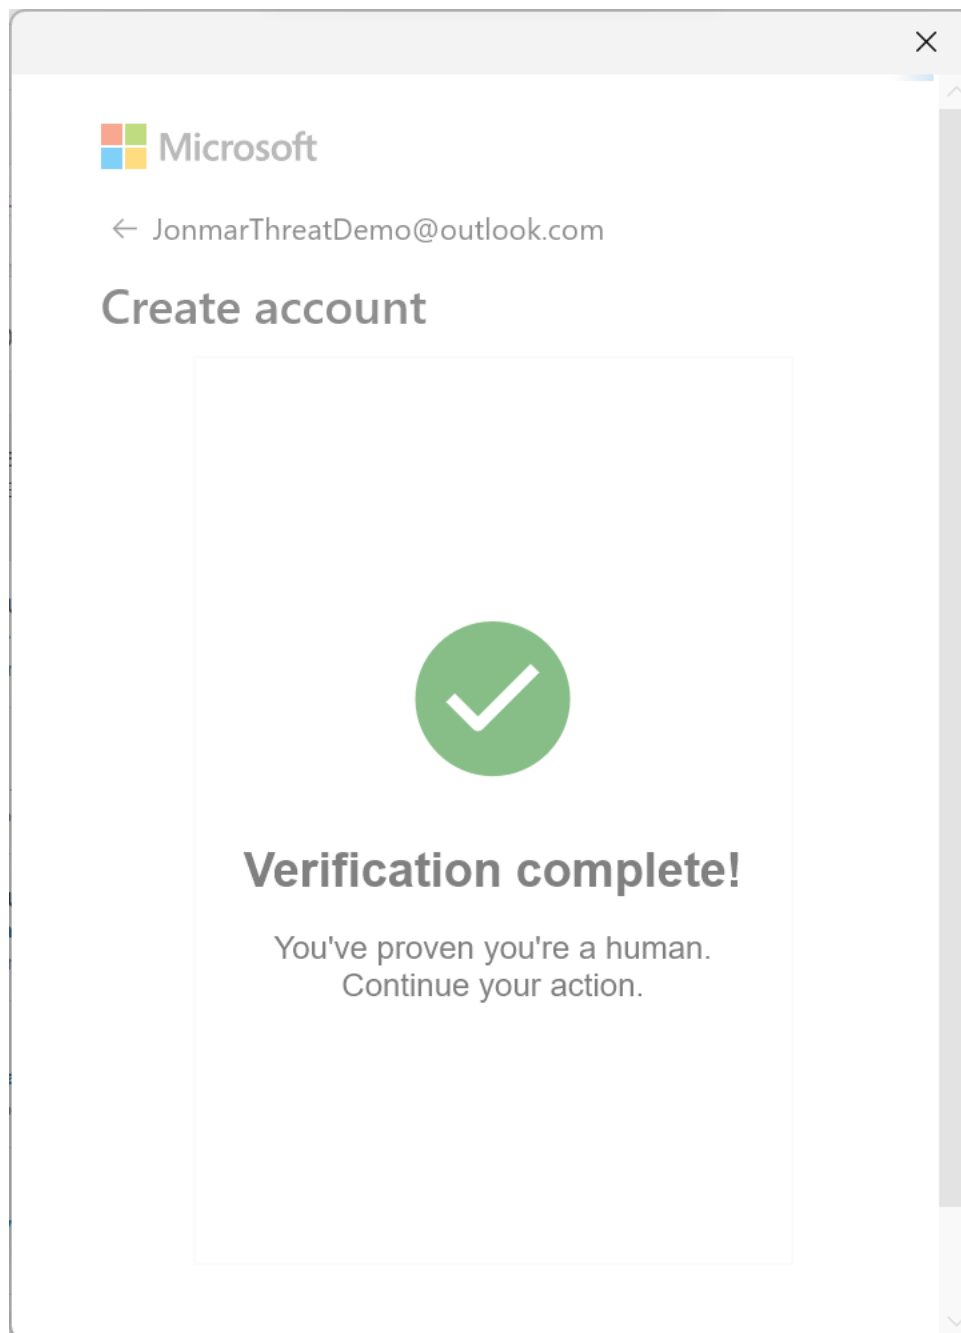 Microsoft
← JonmarThreatDemo@outlook.com
Create account
Verification complete!
You've proven you're a human.
Continue your action.